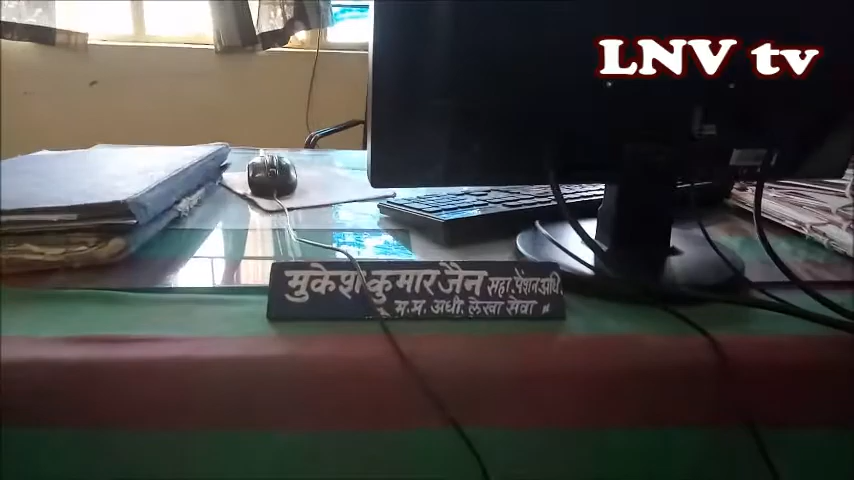 LNV tv
मुकेश कुमार जैन सहा. पेंशन अधि.
म.प्र. अधी. लेखा सेवा